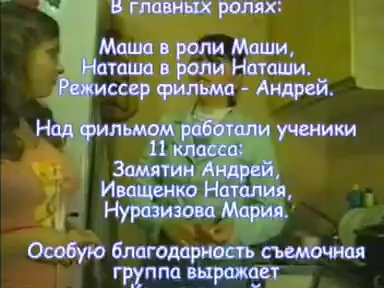 В главных ролях:
Маша в роли Маши,
Наташа в роли Наташи.
Режиссер фильма - Андрей.
Над фильмом работали ученики
11 класса:
Замятин Андрей,
Иващенко Наталия,
Нуразизова Мария.
Особую благодарность съемочная
группа выражает